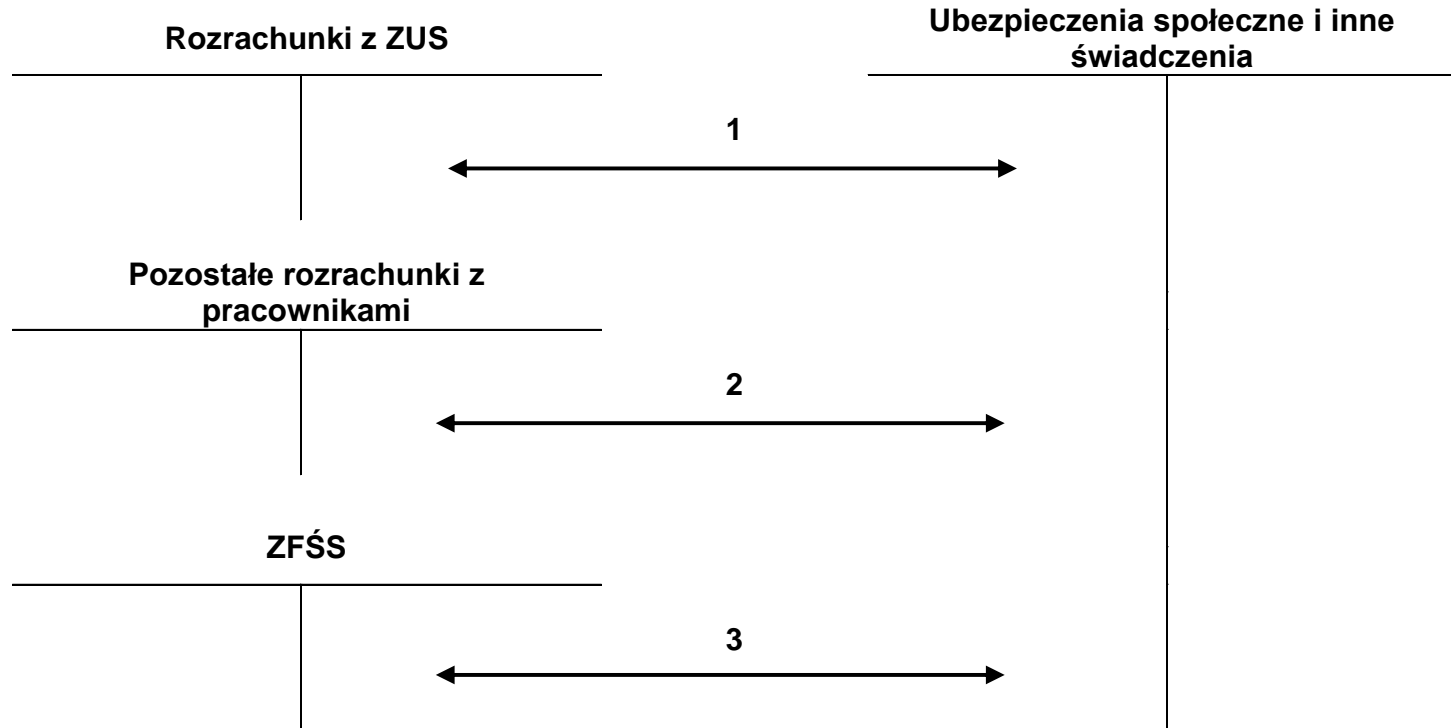 Rozrachunki z ZUS
Ubezpieczenia społeczne i inne
świadczenia
1
Pozostałe rozrachunki z
pracownikami
2
ZFŚS
3